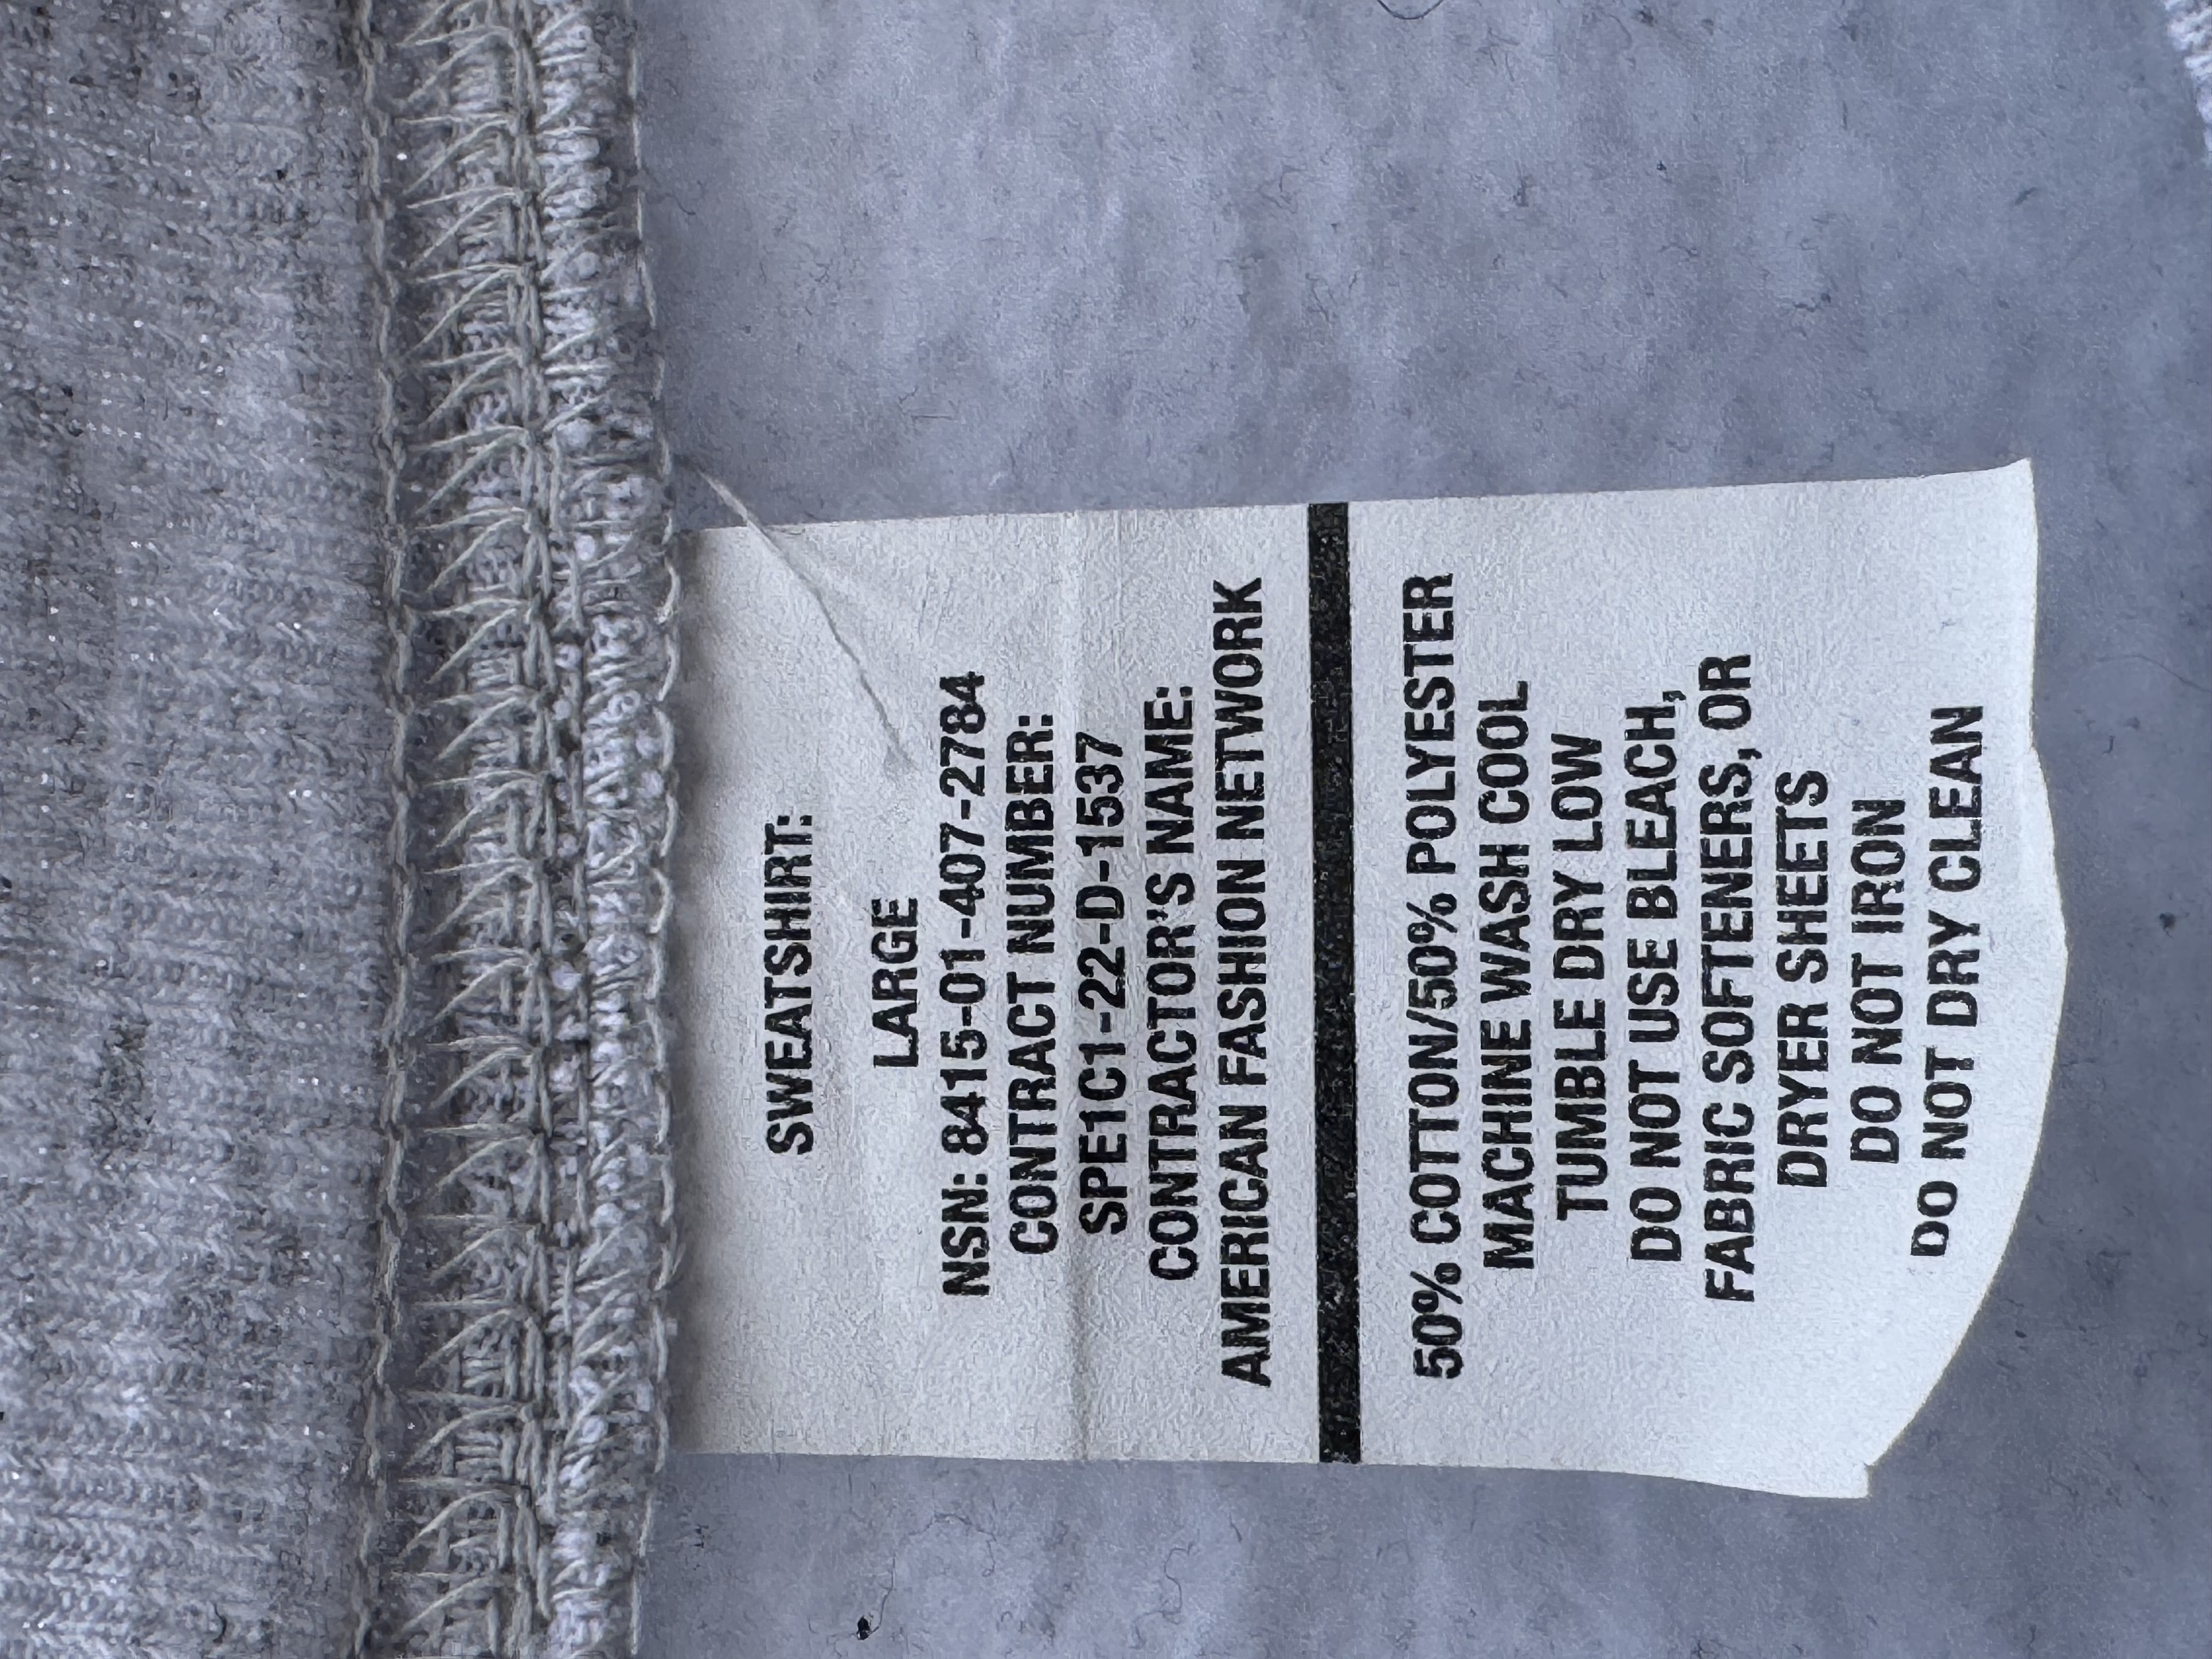 SWEATSHIRT:
LARGE
NSN: 8415-01-407-2784
CONTRACT NUMBER:
SPE1C1-22-D-1537
CONTRACTOR'S NAME:
AMERICAN FASHION NETWORK
50% COTTON/50% POLYESTER
MACHINE WASH COOL
TUMBLE DRY LOW
DO NOT USE BLEACH,
FABRIC SOFTENERS, OR
DRYER SHEETS
DO NOT IRON
DO NOT DRY CLEAN